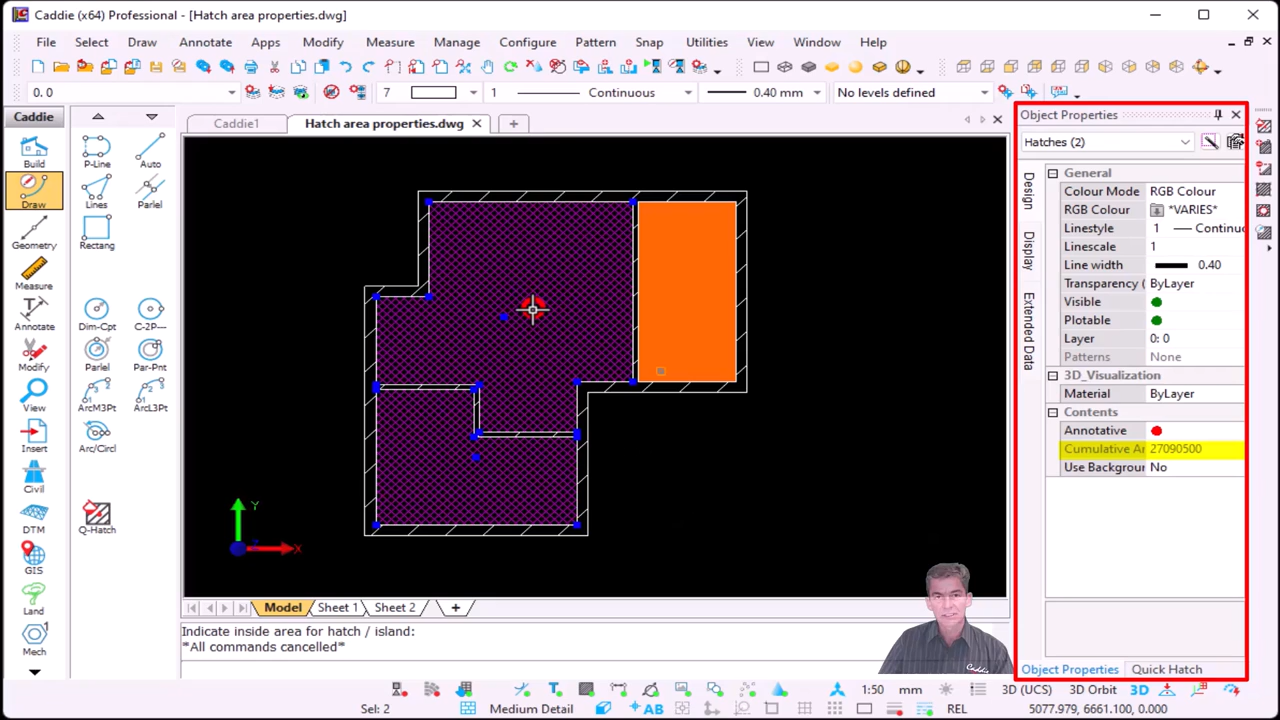 Caddie (x64) Professional - [Hatch area properties.dwg]
File Select Draw Annotate Apps Modify Measure Manage Configure Pattern Snap Utilities View Window Help
0. 0 7 1 Continuous 0.40 mm No levels defined
Caddie
Caddie1 Hatch area properties.dwg
Build
Draw
Geometry
Measure
Annotate
Modify
View
Insert
Civil
DTM
GIS
Land
Mech
P-Line Auto
Lines Parlel
Rectang
Dim-Cpt C-2P---
Parlel Par-Pnt
ArcM3Pt ArcL3Pt
Arc/Circl
Q-Hatch
Y
X
Model Sheet 1 Sheet 2
Indicate inside area for hatch / island:
*All commands cancelled*
Caddie
Object Properties
Hatches (2)
Design
Display
Extended Data
General
Colour Mode RGB Colour
RGB Colour *VARIES*
Linestyle 1 Continuo
Linescale 1
Line width 0.40
Transparency ( ByLayer
Visible
Plotable
Layer 0: 0
Patterns None
3D_Visualization
Material ByLayer
Contents
Annotative
Cumulative Ar 27090500
Use Backgrour No
Object Properties Quick Hatch
1:50 mm 3D (UCS) 3D Orbit 3D
Sel: 2 Medium Detail AB REL 5077.979, 6661.100, 0.000